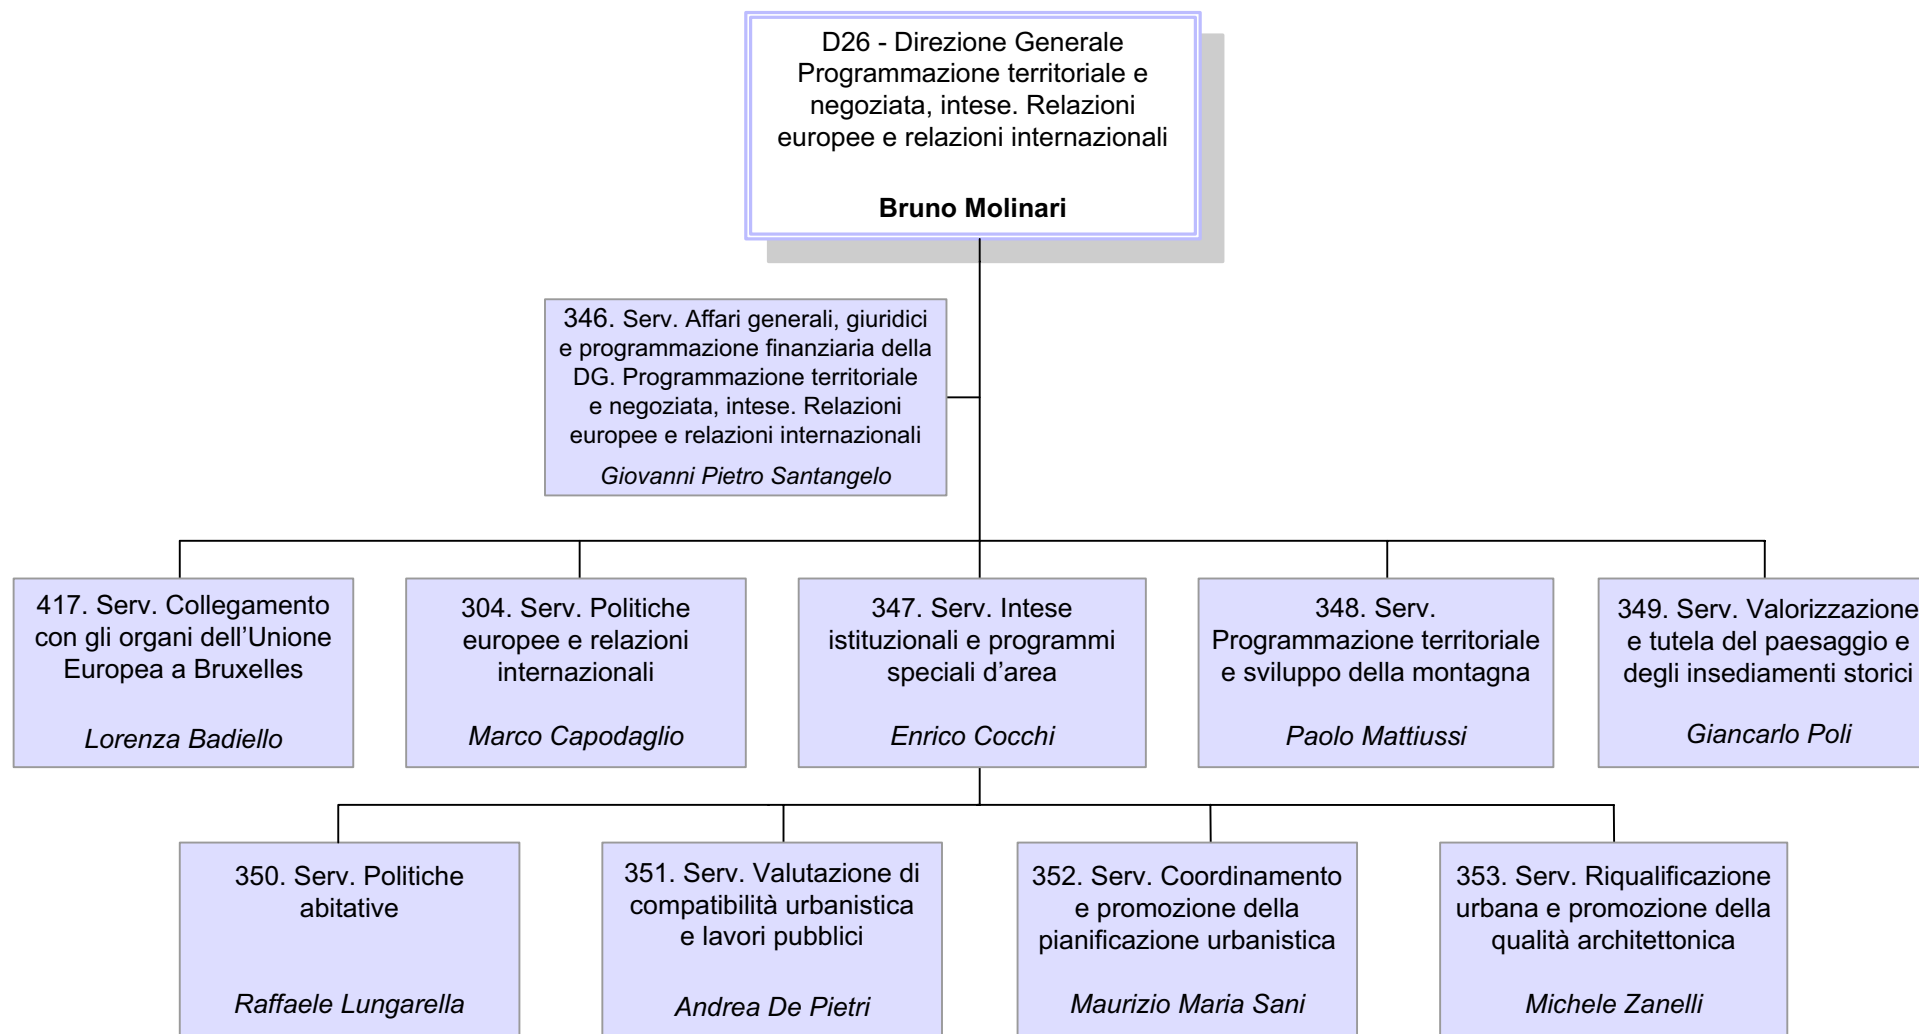 D26 - Direzione Generale
Programmazione territoriale e
negoziata, intese. Relazioni
europee e relazioni internazionali
Bruno Molinari
346. Serv. Affari generali, giuridici
e programmazione finanziaria della
DG. Programmazione territoriale
e negoziata, intese. Relazioni
europee e relazioni internazionali
Giovanni Pietro Santangelo
417. Serv. Collegamento
con gli organi dell’Unione
Europea a Bruxelles
Lorenza Badiello
304. Serv. Politiche
europee e relazioni
internazionali
Marco Capodaglio
347. Serv. Intese
istituzionali e programmi
speciali d’area
Enrico Cocchi
348. Serv.
Programmazione territoriale
e sviluppo della montagna
Paolo Mattiussi
349. Serv. Valorizzazione
e tutela del paesaggio e
degli insediamenti storici
Giancarlo Poli
350. Serv. Politiche
abitative
Raffaele Lungarella
351. Serv. Valutazione di
compatibilità urbanistica
e lavori pubblici
Andrea De Pietri
352. Serv. Coordinamento
e promozione della
pianificazione urbanistica
Maurizio Maria Sani
353. Serv. Riqualificazione
urbana e promozione della
qualità architettonica
Michele Zanelli